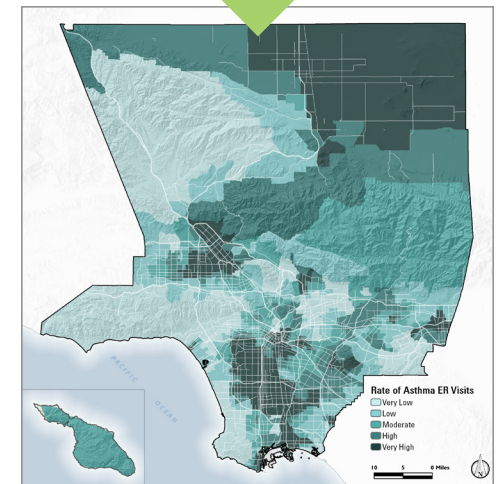 PACIFIC
OCEAN
Rate of Asthma ER Visits
Very Low
Low
Moderate
High
Very High
10 5 0 Miles